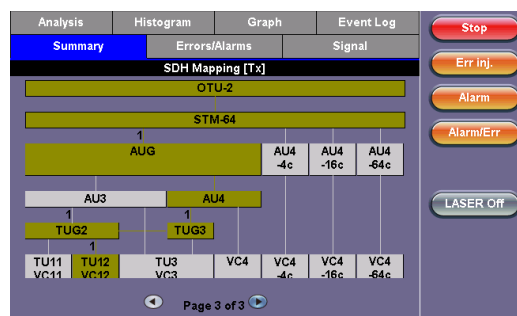 Analysis Histogram Graph Event Log
Stop
Summary Errors/Alarms Signal
SDH Mapping [Tx]
Err inj.
OTU-2
Alarm
STM-64
1
Alarm/Err
AUG AU4 AU4 AU4
-4c -16c -64c
AU3 AU4
LASER Off
1 1
TUG2 TUG3
1
TU11 TU12 TU3 VC4 VC4 VC4 VC4
VC11 VC12 VC3 -4c -16c -64c
Page 3 of 3